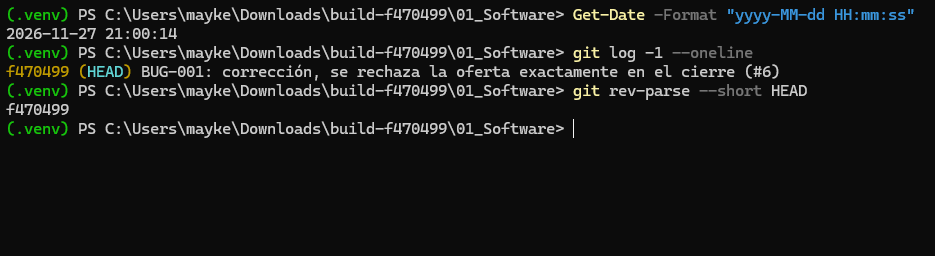 (.venv) PS C:\Users\mayke\Downloads\build-f470499\01_Software> Get-Date -Format "yyyy-MM-dd HH:mm:ss"
2026-11-27 21:00:14
(.venv) PS C:\Users\mayke\Downloads\build-f470499\01_Software> git log -1 --oneline
f470499 (HEAD) BUG-001: corrección, se rechaza la oferta exactamente en el cierre (#6)
(.venv) PS C:\Users\mayke\Downloads\build-f470499\01_Software> git rev-parse --short HEAD
f470499
(.venv) PS C:\Users\mayke\Downloads\build-f470499\01_Software>